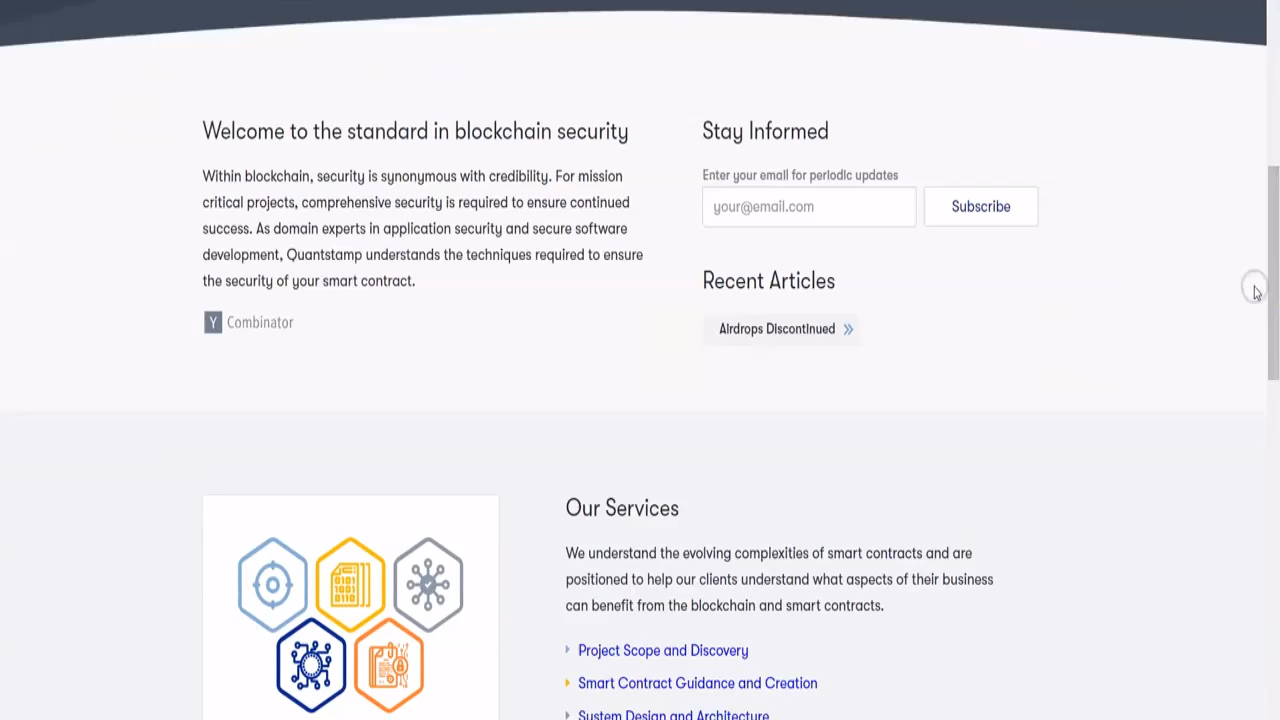 Welcome to the standard in blockchain security
Within blockchain, security is synonymous with credibility. For mission
critical projects, comprehensive security is required to ensure continued
success. As domain experts in application security and secure software
development, Quantstamp understands the techniques required to ensure
the security of your smart contract.
Y Combinator
Stay Informed
Enter your email for periodic updates
your@email.com
Subscribe
Recent Articles
Airdrops Discontinued »
Our Services
We understand the evolving complexities of smart contracts and are
positioned to help our clients understand what aspects of their business
can benefit from the blockchain and smart contracts.
Project Scope and Discovery
Smart Contract Guidance and Creation
System Design and Architecture
0101
1001
0110